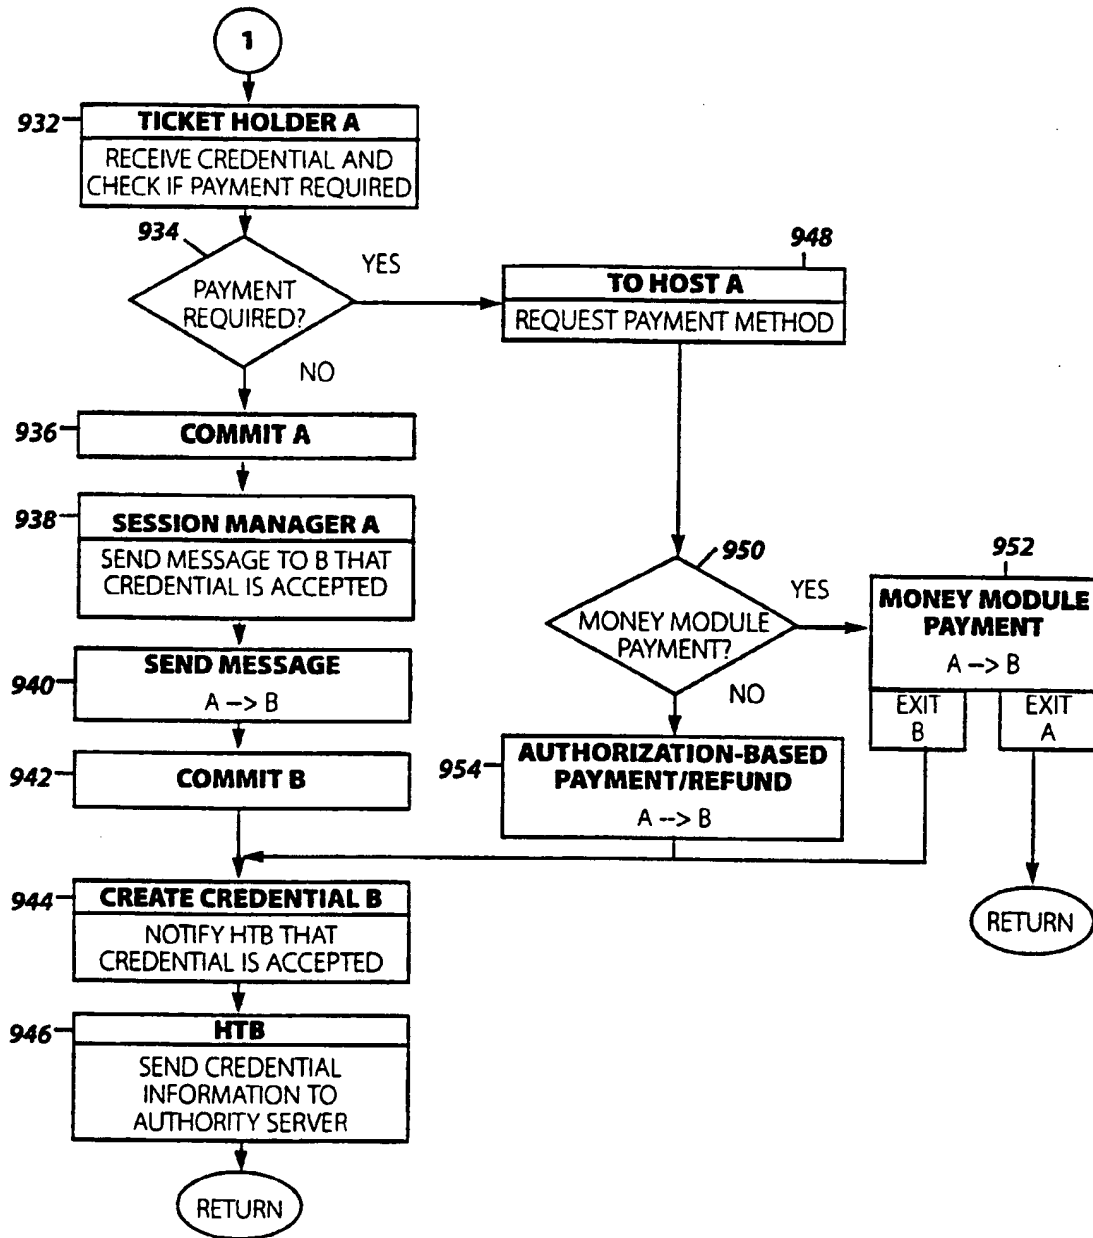 1
932
TICKET HOLDER A
RECEIVE CREDENTIAL AND
CHECK IF PAYMENT REQUIRED
934
PAYMENT
REQUIRED?
YES
NO
948
TO HOST A
REQUEST PAYMENT METHOD
936
COMMIT A
938
SESSION MANAGER A
SEND MESSAGE TO B THAT
CREDENTIAL IS ACCEPTED
940
SEND MESSAGE
A --> B
942
COMMIT B
950
MONEY MODULE
PAYMENT?
YES
NO
952
MONEY MODULE
PAYMENT
A --> B
EXIT
B
EXIT
A
954
AUTHORIZATION-BASED
PAYMENT/REFUND
A --> B
RETURN
944
CREATE CREDENTIAL B
NOTIFY HTB THAT
CREDENTIAL IS ACCEPTED
946
HTB
SEND CREDENTIAL
INFORMATION TO
AUTHORITY SERVER
RETURN